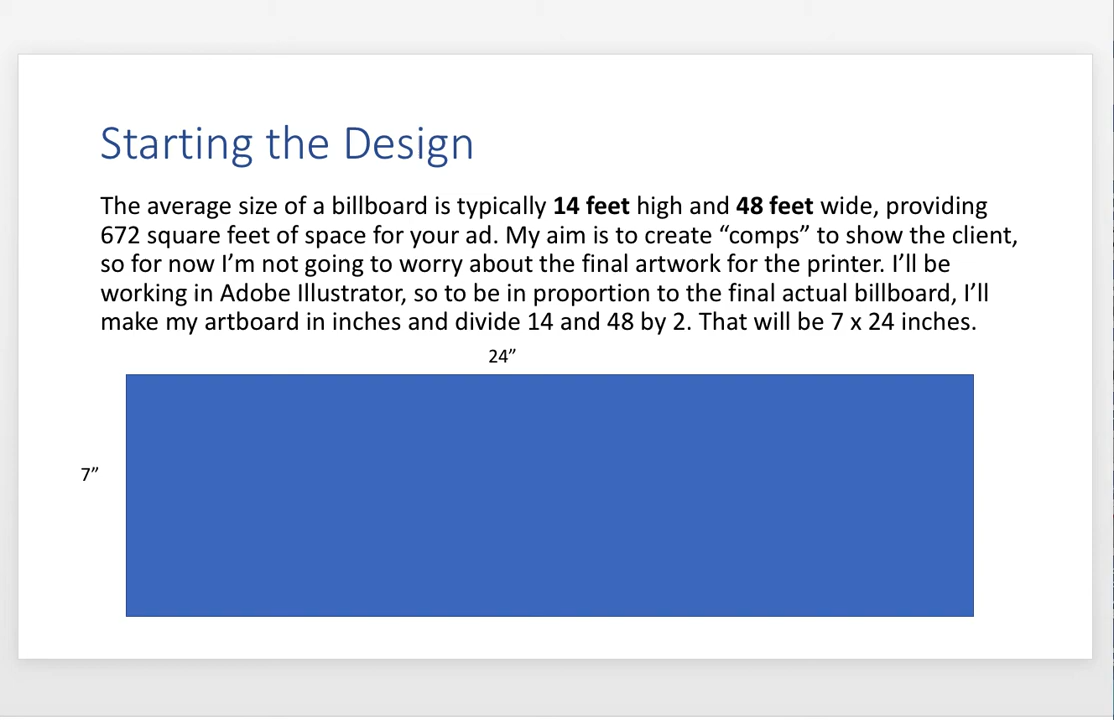 Starting the Design
The average size of a billboard is typically 14 feet high and 48 feet wide, providing
672 square feet of space for your ad. My aim is to create “comps” to show the client,
so for now I’m not going to worry about the final artwork for the printer. I’ll be
working in Adobe Illustrator, so to be in proportion to the final actual billboard, I’ll
make my artboard in inches and divide 14 and 48 by 2. That will be 7 x 24 inches.
24”
7”